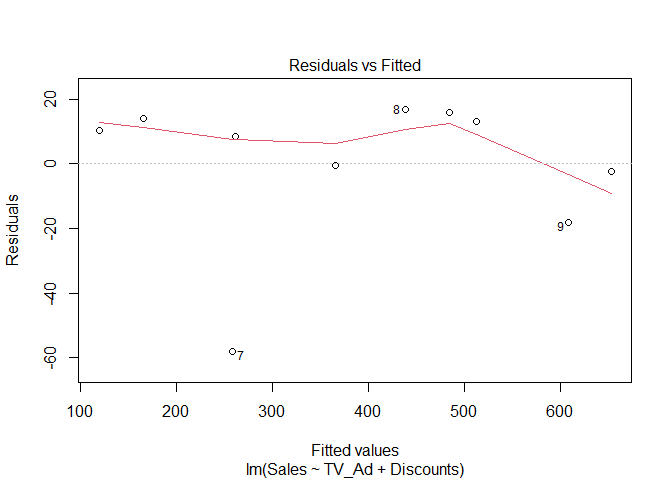 Residuals vs Fitted
Residuals
20
0
-20
-40
-60
8
9
7
100 200 300 400 500 600
Fitted values
lm(Sales ~ TV_Ad + Discounts)